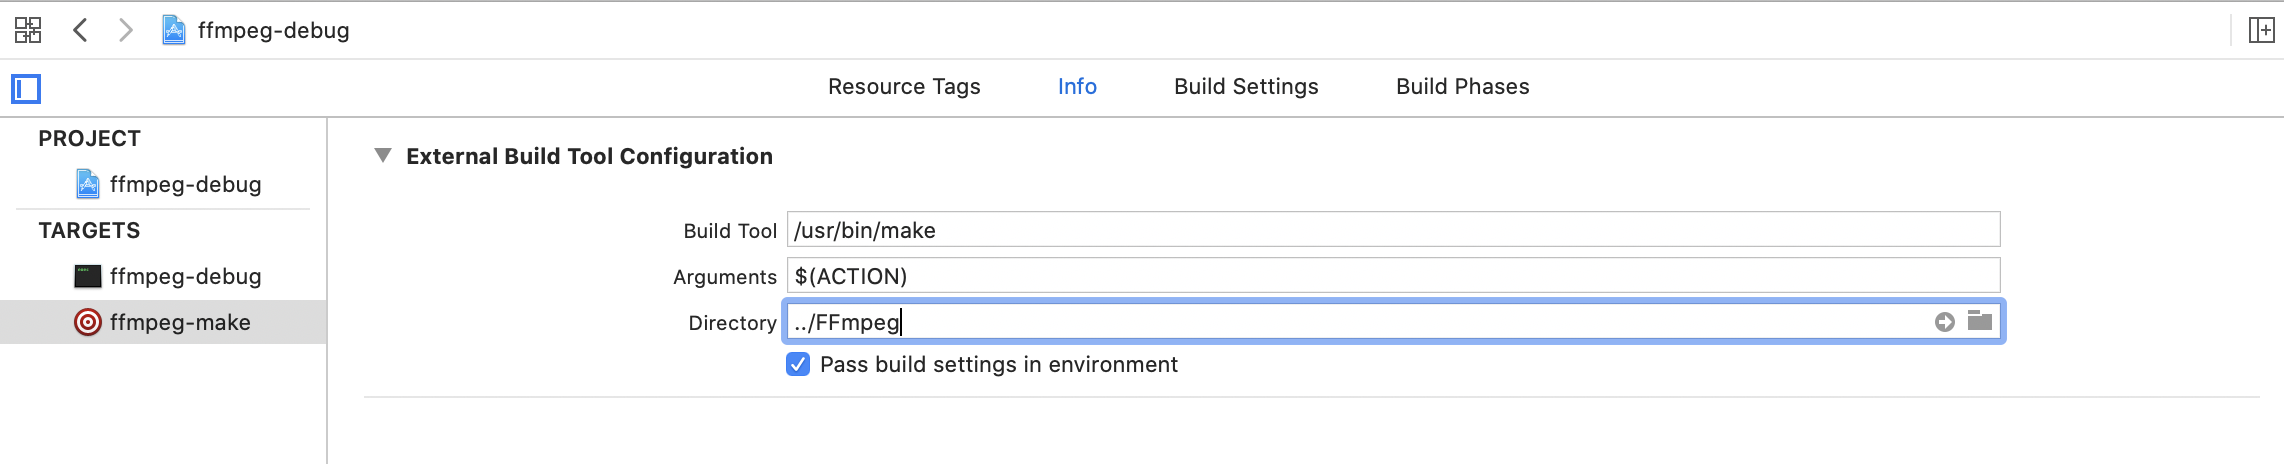 ffmpeg-debug
Resource Tags Info Build Settings Build Phases
PROJECT
ffmpeg-debug
TARGETS
ffmpeg-debug
ffmpeg-make
External Build Tool Configuration
Build Tool /usr/bin/make
Arguments $(ACTION)
Directory ../FFmpeg
Pass build settings in environment